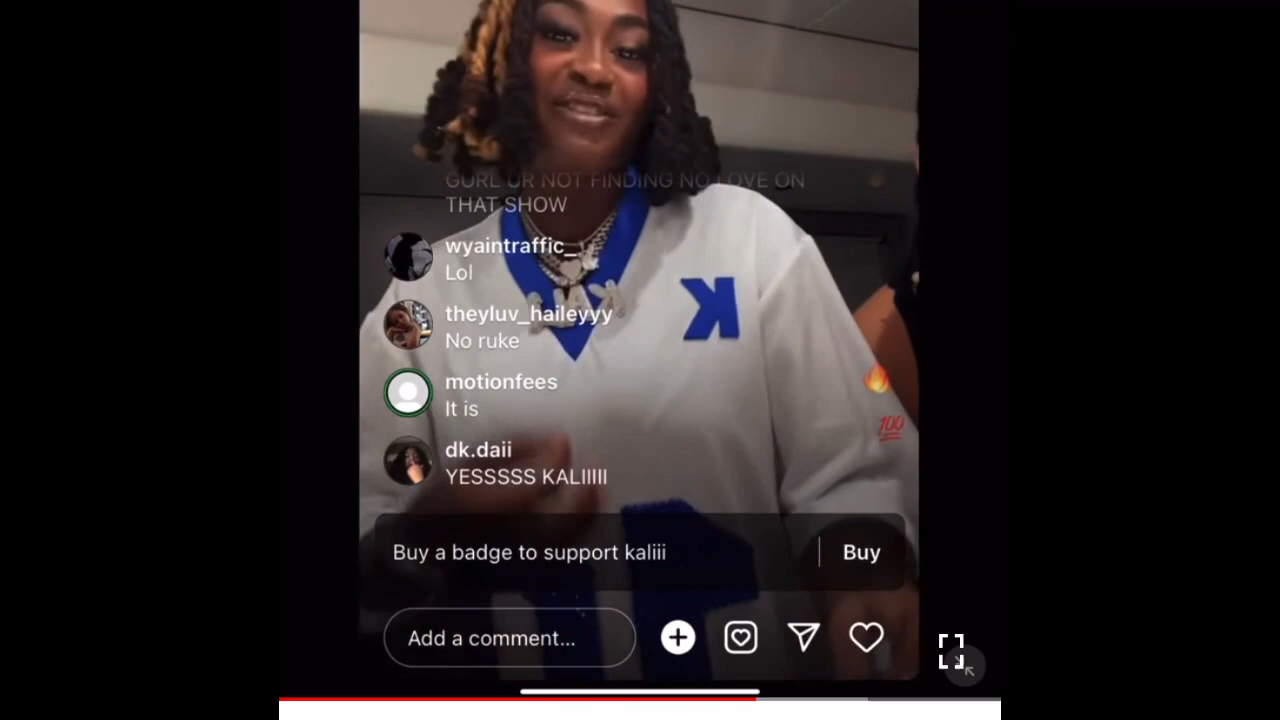 GURL UR NOT FINDING NO LOVE ON
THAT SHOW
wyaintraffic_
Lol
theyluv_haileyyy
No ruke
motionfees
It is
dk.daii
YESSSSS KALIIIII
K
💯
Buy a badge to support kaliii
Buy
Add a comment...